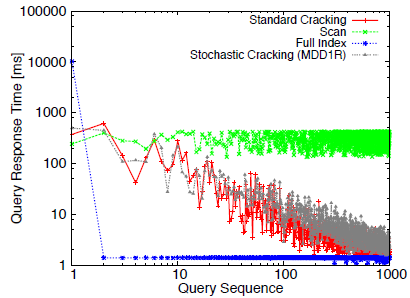 100000
10000
1000
100
10
1
Query Response Time [ms]
Standard Cracking
Scan
Full Index
Stochastic Cracking (MDD1R)
1 10 100 1000
Query Sequence